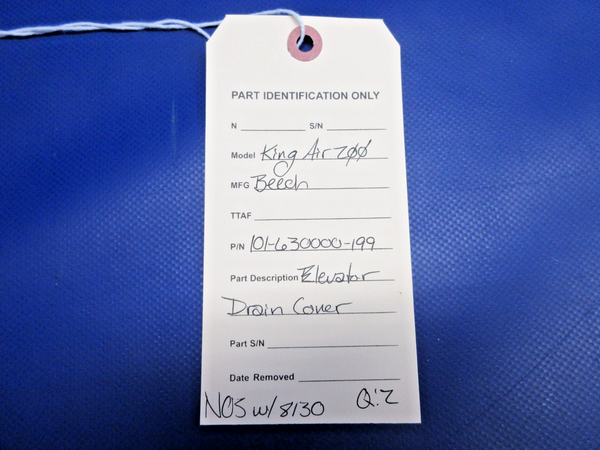 PART IDENTIFICATION ONLY
N S/N
Model King Air 200
MFG Beech
TTAF
P/N 101-630000-199
Part Description Elevator
Drain Cover
Part S/N
Date Removed
NOS w/ 8130 Q:2